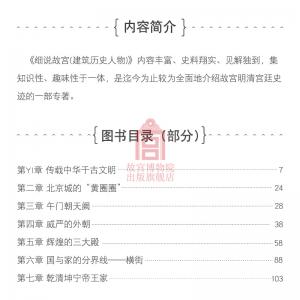 内容简介
《细说故宫(建筑历史人物)》内容丰富、史料翔实、见解独到，集
知识性、趣味性于一体，是迄今为止较为全面地介绍故宫明清宫廷史
迹的一部专著。
图书目录（部分）
故宫博物院
出版旗舰店
第YI章 传载中华千古文明 7
第二章 北京城的“黄圈圈” 24
第三章 午门朝天阙 28
第四章 威严的外朝 38
第五章 辉煌的三大殿 58
第六章 国与家的分界线——横街 88
第七章 乾清坤宁帝王家 103